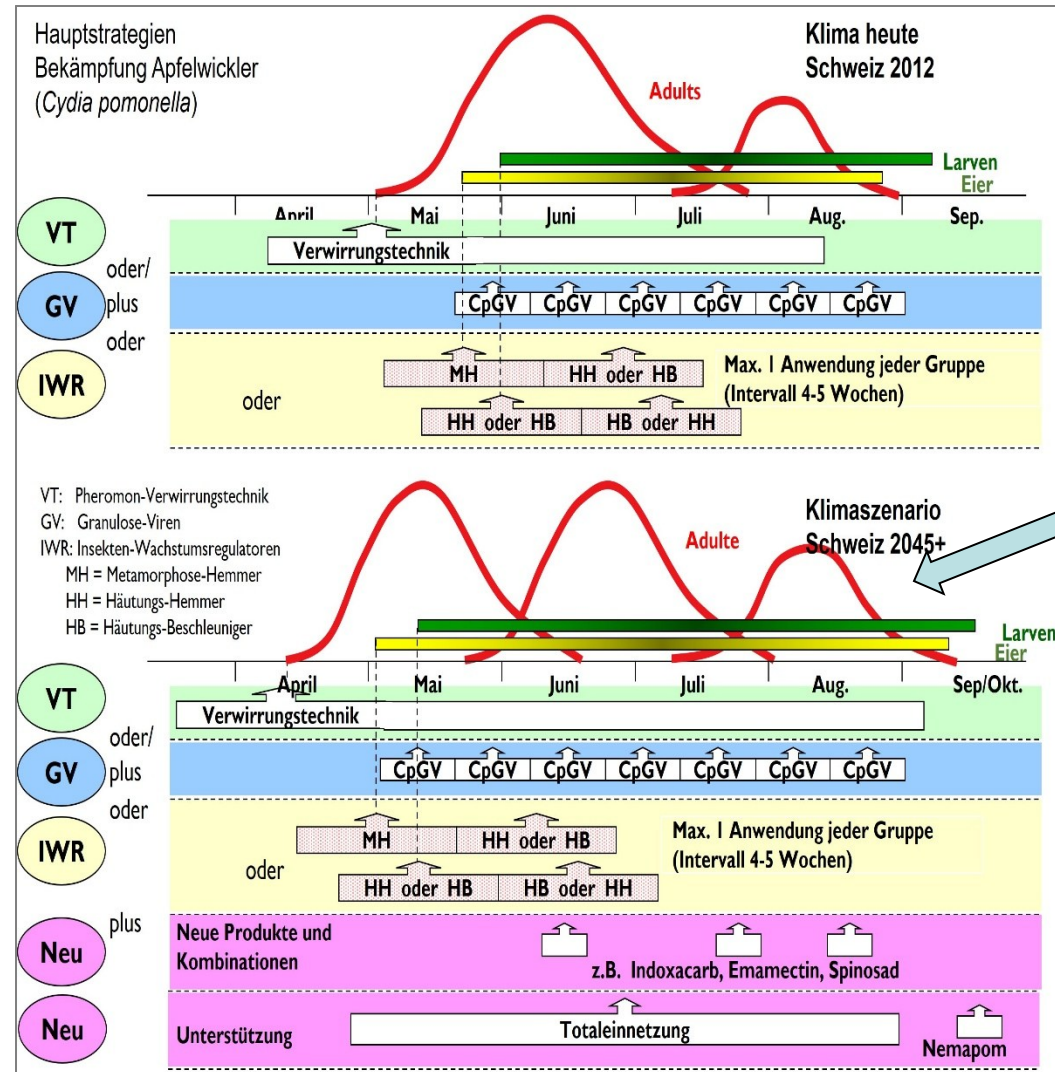 Hauptstrategien
Bekämpfung Apfelwickler
(Cydia pomonella)
Klima heute
Schweiz 2012
Adults
Larven
Eier
April Mai Juni Juli Aug. Sep.
VT
Verwirrungstechnik
oder/
plus
GV
CpGV CpGV CpGV CpGV CpGV CpGV
oder
IWR
MH HH oder HB
Max. 1 Anwendung jeder Gruppe
(Intervall 4-5 Wochen)
oder
HH oder HB HB oder HH
VT: Pheromon-Verwirrungstechnik
GV: Granulose-Viren
IWR: Insekten-Wachstumsregulatoren
MH = Metamorphose-Hemmer
HH = Häutungs-Hemmer
HB = Häutungs-Beschleuniger
Klimaszenario
Schweiz 2045+
Adulte
Larven
Eier
April Mai Juni Juli Aug. Sep/Okt.
VT
Verwirrungstechnik
oder/
plus
GV
CpGV CpGV CpGV CpGV CpGV CpGV CpGV
oder
IWR
MH HH oder HB
Max. 1 Anwendung jeder Gruppe
(Intervall 4-5 Wochen)
oder
HH oder HB HB oder HH
plus
Neu
Neue Produkte und
Kombinationen
z.B. Indoxacarb, Emamectin, Spinosad
Neu
Unterstützung
Totaleinnetzung
Nemapom